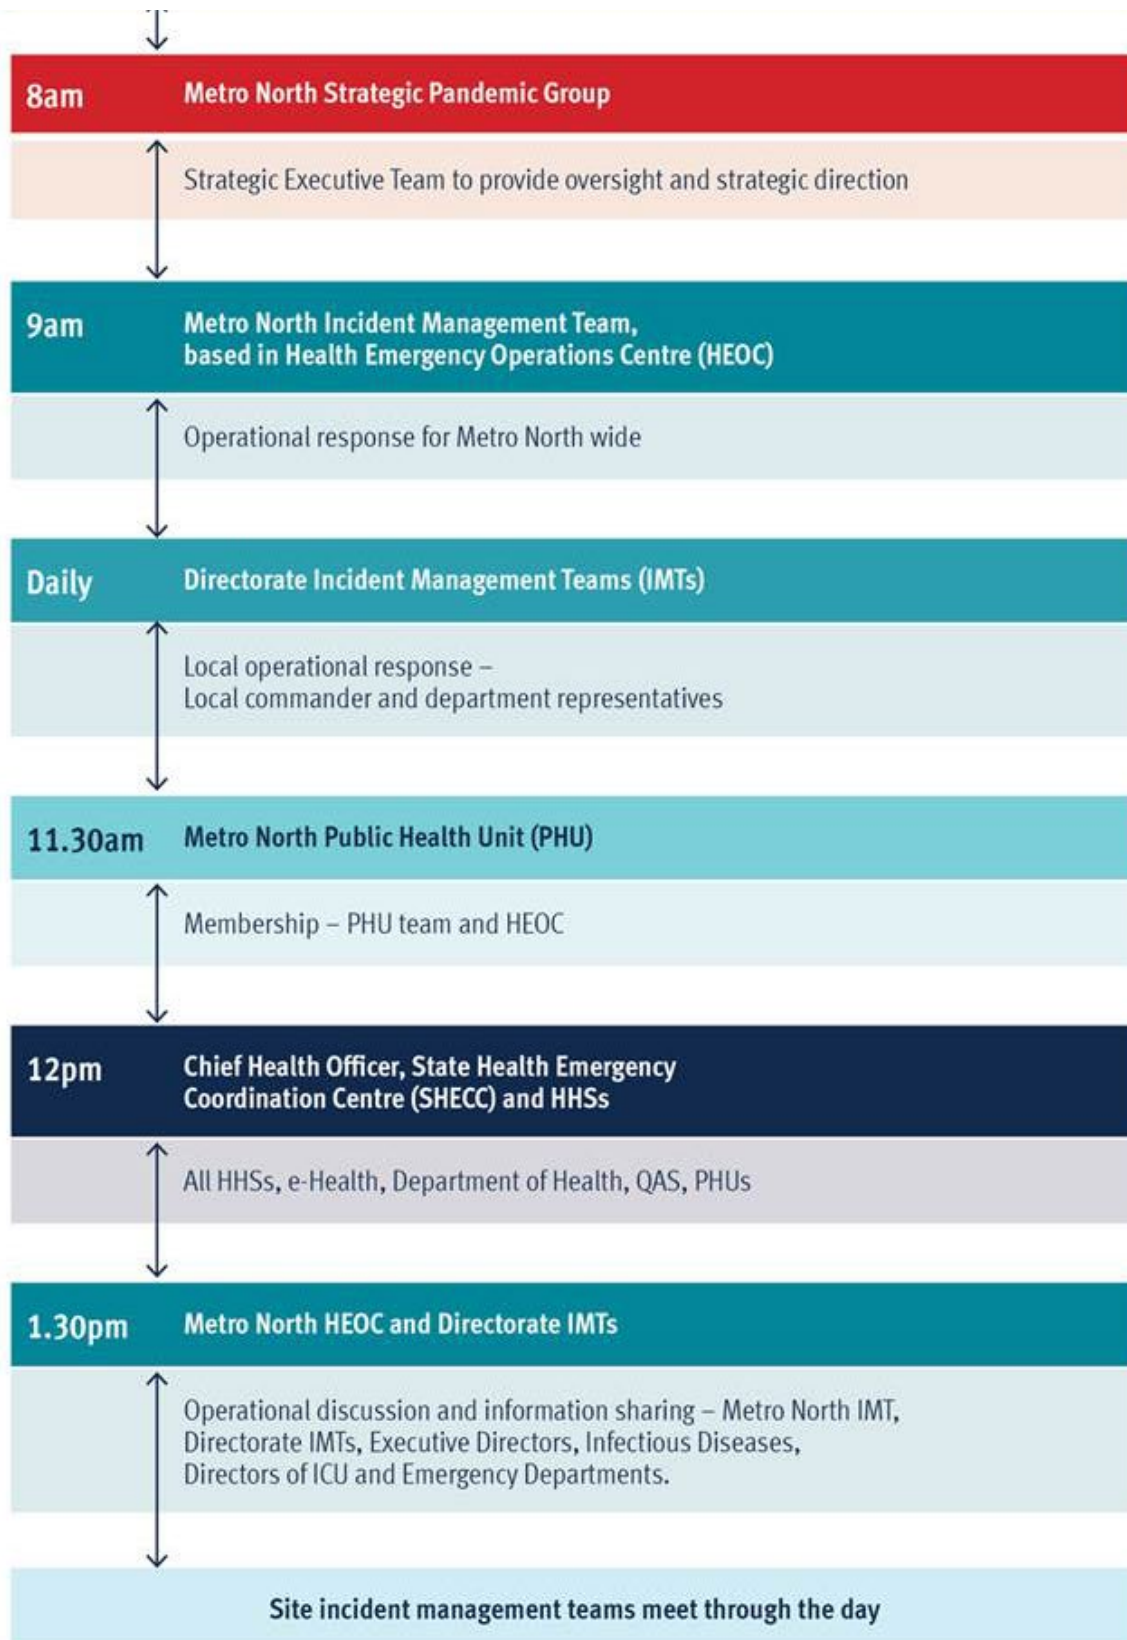 8am Metro North Strategic Pandemic Group
Strategic Executive Team to provide oversight and strategic direction
9am Metro North Incident Management Team,
based in Health Emergency Operations Centre (HEOC)
Operational response for Metro North wide
Daily Directorate Incident Management Teams (IMTs)
Local operational response –
Local commander and department representatives
11.30am Metro North Public Health Unit (PHU)
Membership – PHU team and HEOC
12pm Chief Health Officer, State Health Emergency
Coordination Centre (SHECC) and HHSs
All HHSs, e-Health, Department of Health, QAS, PHUs
1.30pm Metro North HEOC and Directorate IMTs
Operational discussion and information sharing – Metro North IMT,
Directorate IMTs, Executive Directors, Infectious Diseases,
Directors of ICU and Emergency Departments.
Site incident management teams meet through the day